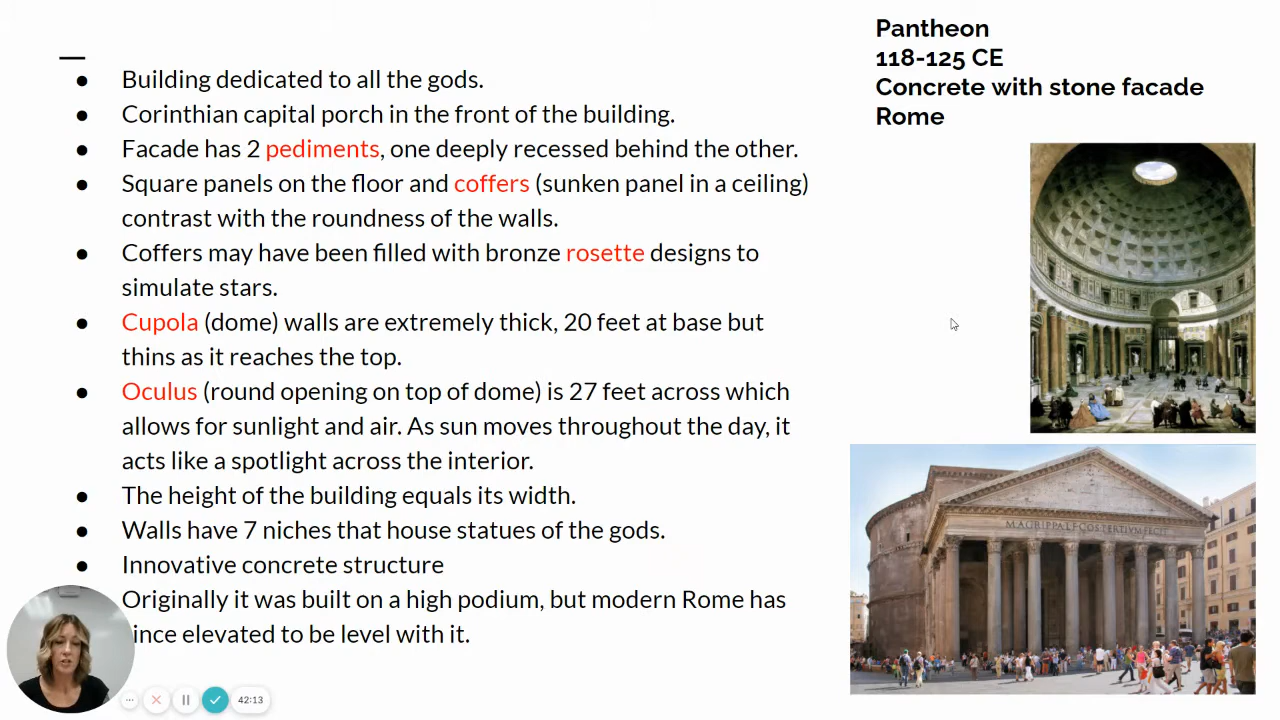 Pantheon
118-125 CE
Concrete with stone facade
Rome
● Building dedicated to all the gods.
● Corinthian capital porch in the front of the building.
● Facade has 2 pediments, one deeply recessed behind the other.
● Square panels on the floor and coffers (sunken panel in a ceiling)
contrast with the roundness of the walls.
● Coffers may have been filled with bronze rosette designs to
simulate stars.
● Cupola (dome) walls are extremely thick, 20 feet at base but
thins as it reaches the top.
● Oculus (round opening on top of dome) is 27 feet across which
allows for sunlight and air. As sun moves throughout the day, it
acts like a spotlight across the interior.
● The height of the building equals its width.
● Walls have 7 niches that house statues of the gods.
● Innovative concrete structure
Originally it was built on a high podium, but modern Rome has
ince elevated to be level with it.
M·AGRIPPA·L·F·COS·TERTIVM·FECIT
42:13